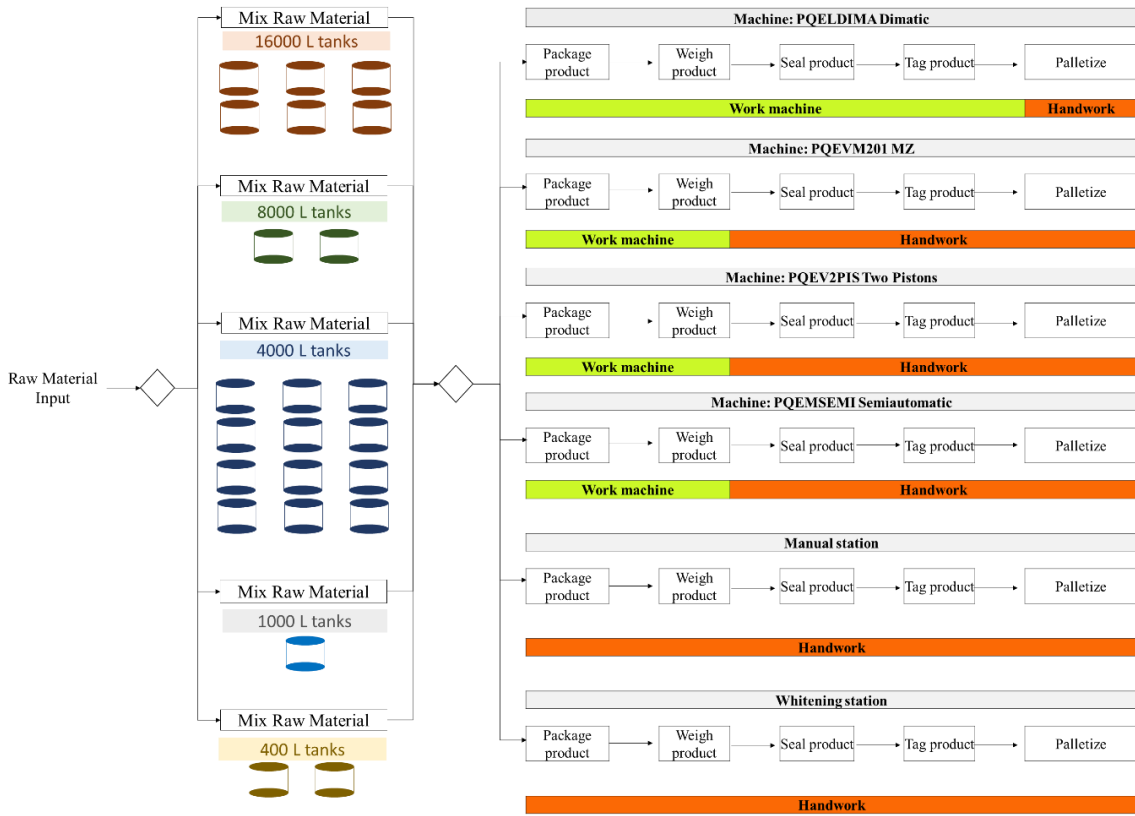 Raw Material
Input
Mix Raw Material
16000 L tanks
Mix Raw Material
8000 L tanks
Mix Raw Material
4000 L tanks
Mix Raw Material
1000 L tanks
Mix Raw Material
400 L tanks
Machine: PQELDIMA Dimatic
Package
product
Weigh
product
Seal product
Tag product
Palletize
Work machine
Handwork
Machine: PQEVM201 MZ
Package
product
Weigh
product
Seal product
Tag product
Palletize
Work machine
Handwork
Machine: PQEV2PIS Two Pistons
Package
product
Weigh
product
Seal product
Tag product
Palletize
Work machine
Handwork
Machine: PQEMSEMI Semiautomatic
Package
product
Weigh
product
Seal product
Tag product
Palletize
Work machine
Handwork
Manual station
Package
product
Weigh
product
Seal product
Tag product
Palletize
Handwork
Whitening station
Package
product
Weigh
product
Seal product
Tag product
Palletize
Handwork